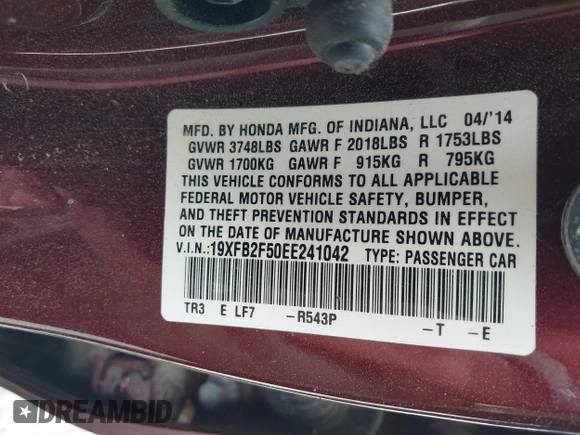 MFD. BY HONDA MFG. OF INDIANA, LLC 04/'14
GVWR 3748LBS GAWR F 2018LBS R 1753LBS
GVWR 1700KG GAWR F 915KG R 795KG
THIS VEHICLE CONFORMS TO ALL APPLICABLE
FEDERAL MOTOR VEHICLE SAFETY, BUMPER,
AND THEFT PREVENTION STANDARDS IN EFFECT
ON THE DATE OF MANUFACTURE SHOWN ABOVE.
V.I.N.:19XFB2F50EE241042 TYPE: PASSENGER CAR
TR3 E LF7 –R543P –T –E
DREAMBID